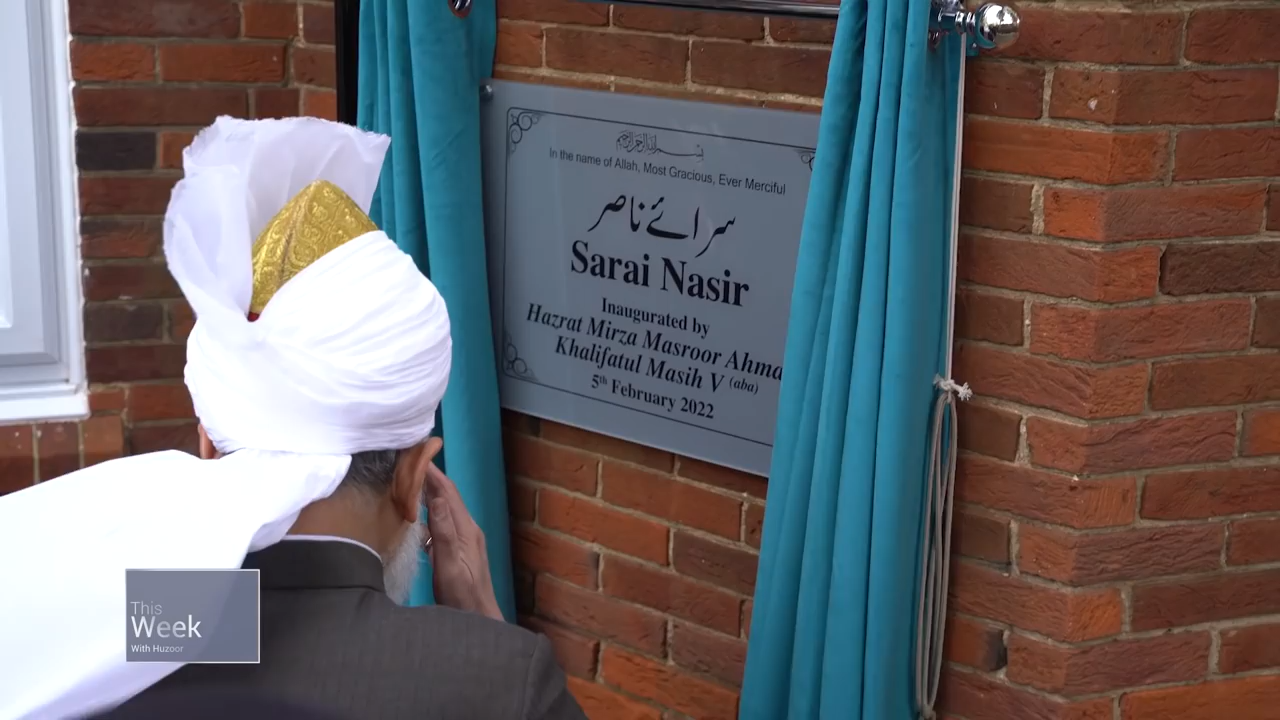 بسم اللہ الرحمن الرحیم
In the name of Allah, Most Gracious, Ever Merciful
سرائے ناصر
Sarai Nasir
Inaugurated by
Hazrat Mirza Masroor Ahma
Khalifatul Masih V (aba)
5th February 2022
This
Week
With Huzoor